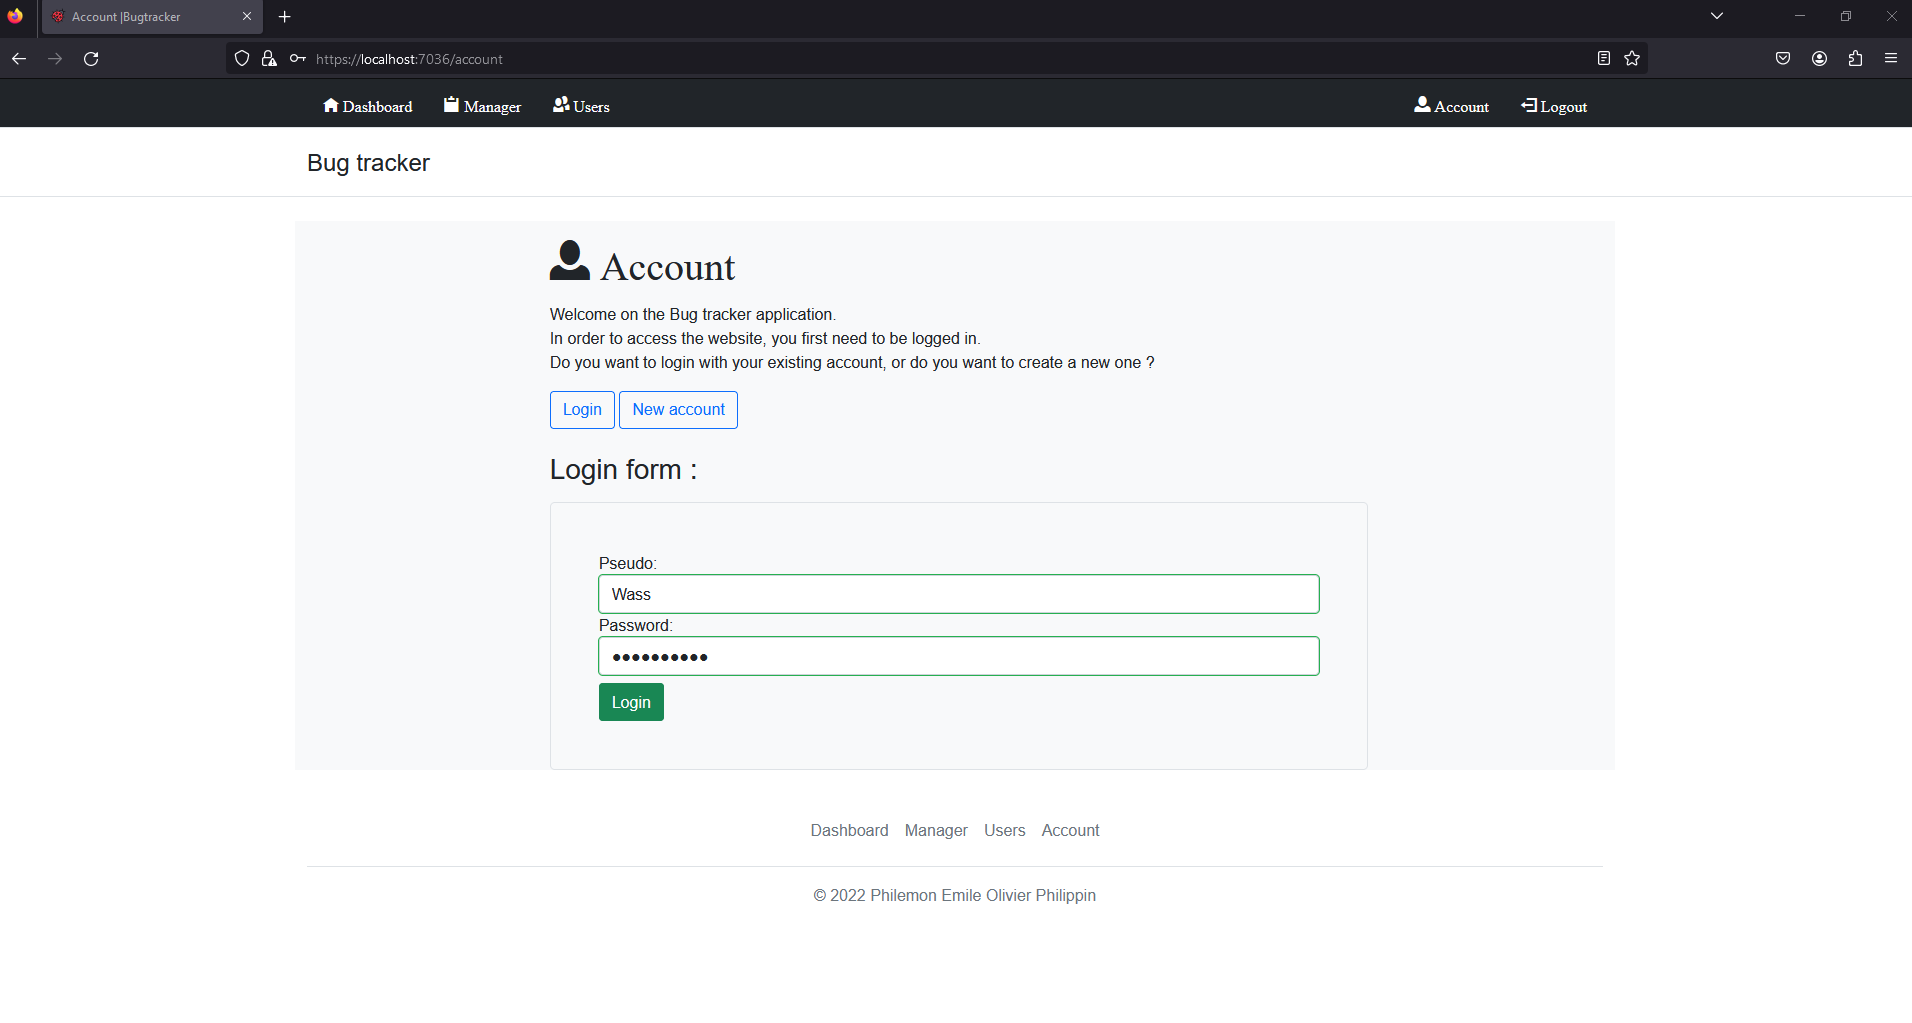 Account |Bugtracker
https://localhost:7036/account
Dashboard Manager Users Account Logout
Bug tracker
Account
Welcome on the Bug tracker application.
In order to access the website, you first need to be logged in.
Do you want to login with your existing account, or do you want to create a new one ?
Login New account
Login form :
Pseudo:
Wass
Password:
••••••••••
Login
Dashboard Manager Users Account
© 2022 Philemon Emile Olivier Philippin